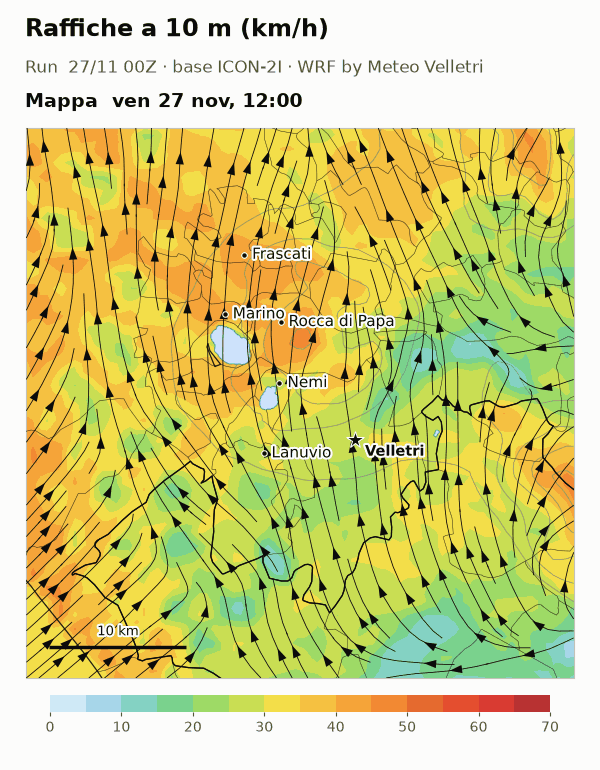 Raffiche a 10 m (km/h)
Run 27/11 00Z · base ICON-2I · WRF by Meteo Velletri
Mappa ven 27 nov, 12:00
Frascati
Marino
Rocca di Papa
Nemi
Lanuvio
Velletri
10 km
0 10 20 30 40 50 60 70